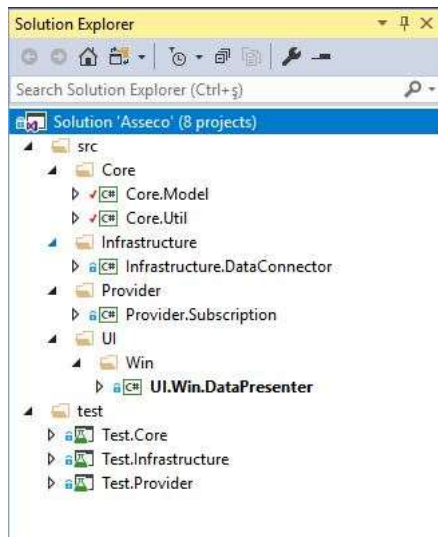 Solution Explorer
Search Solution Explorer (Ctrl+ş)
Solution 'Asseco' (8 projects)
src
Core
C# Core.Model
C# Core.Util
Infrastructure
C# Infrastructure.DataConnector
Provider
C# Provider.Subscription
UI
Win
C# UI.Win.DataPresenter
test
Test.Core
Test.Infrastructure
Test.Provider